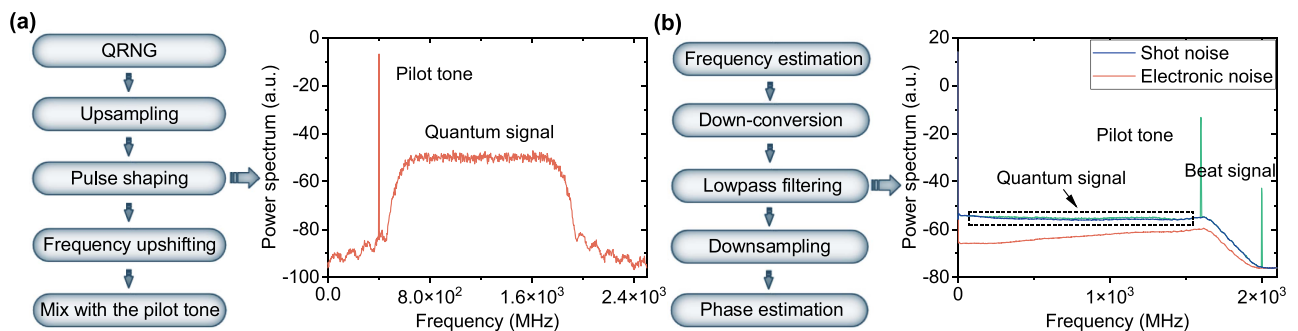 (a)
QRNG
Upsampling
Pulse shaping
Frequency upshifting
Mix with the pilot tone
Power spectrum (a.u.)
0
-20
-40
-60
-80
-100
Pilot tone
Quantum signal
0.0
8.0×10²
1.6×10³
2.4×10³
Frequency (MHz)
(b)
Frequency estimation
Down-conversion
Lowpass filtering
Downsampling
Phase estimation
Power spectrum (a.u.)
20
0
-20
-40
-60
-80
Shot noise
Electronic noise
Pilot tone
Beat signal
Quantum signal
0
1×10³
2×10³
Frequency (MHz)